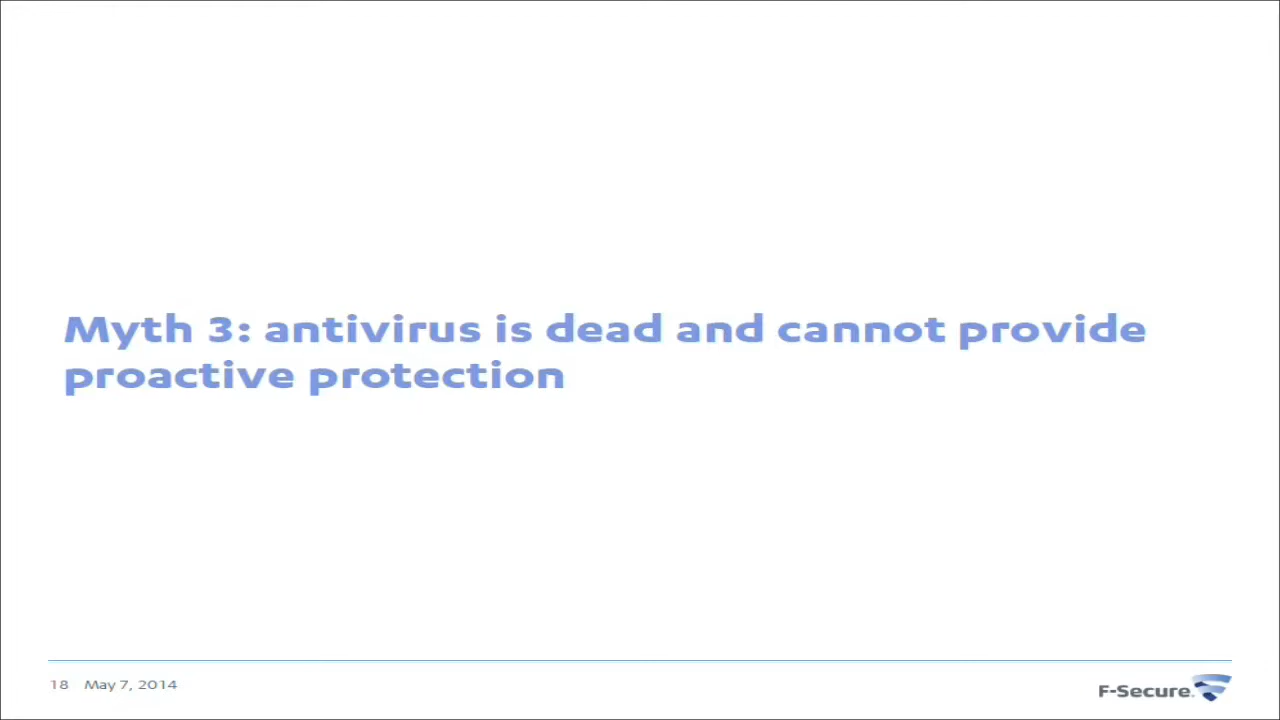 Myth 3: antivirus is dead and cannot provide
proactive protection
18 May 7, 2014
F-Secure.